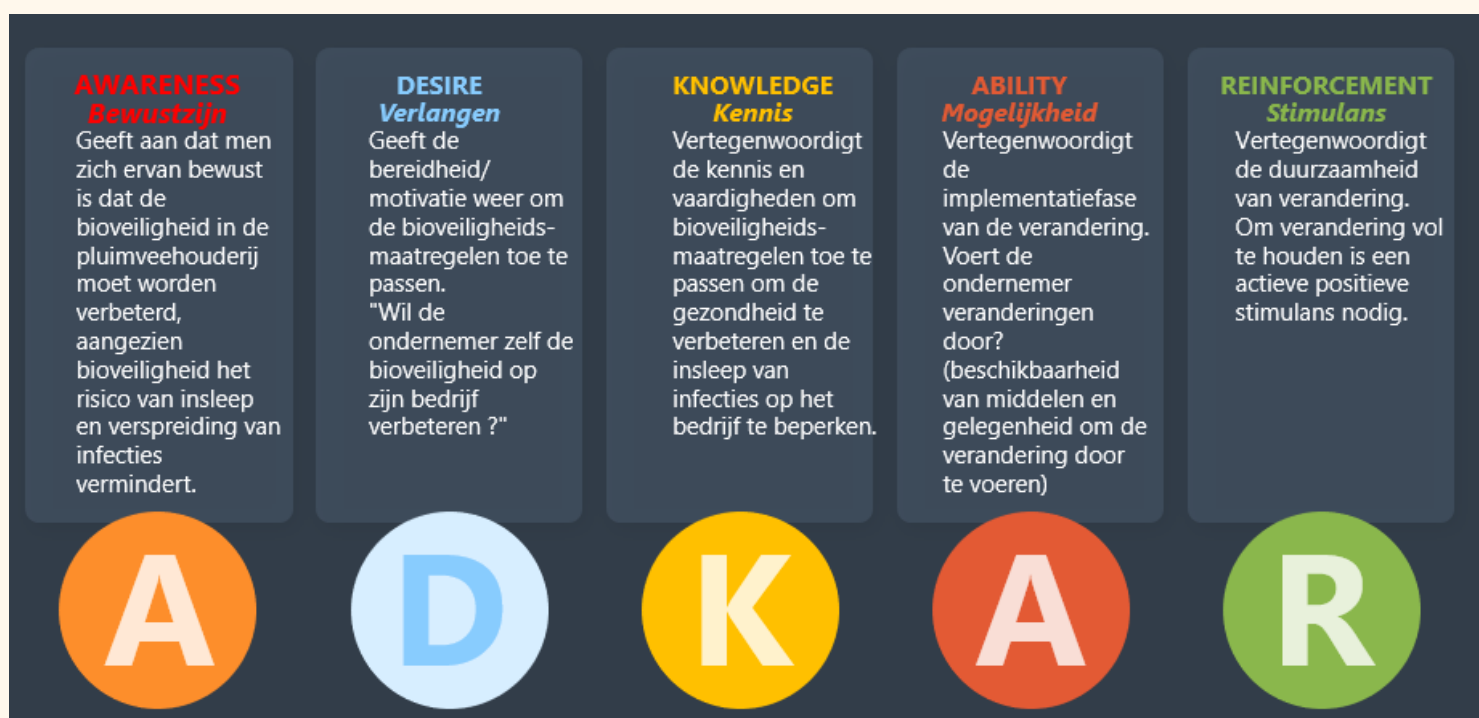 AWARENESS
Bewustzijn
Geeft aan dat men
zich ervan bewust
is dat de
bioveiligheid in de
pluimveehouderij
moet worden
verbeterd,
aangezien
bioveiligheid het
risico van insleep
en verspreiding van
infecties
vermindert.
DESIRE
Verlangen
Geeft de
bereidheid/
motivatie weer om
de bioveiligheids-
maatregelen toe te
passen.
"Wil de
ondernemer zelf de
bioveiligheid op
zijn bedrijf
verbeteren ?"
KNOWLEDGE
Kennis
Vertegenwoordigt
de kennis en
vaardigheden om
bioveiligheids-
maatregelen toe te
passen om de
gezondheid te
verbeteren en de
insleep van
infecties op het
bedrijf te beperken.
ABILITY
Mogelijkheid
Vertegenwoordigt
de
implementatiefase
van de verandering.
Voert de
ondernemer
veranderingen
door?
(beschikbaarheid
van middelen en
gelegenheid om de
verandering door
te voeren)
REINFORCEMENT
Stimulans
Vertegenwoordigt
de duurzaamheid
van verandering.
Om verandering vol
te houden is een
actieve positieve
stimulans nodig.
A
D
K
A
R